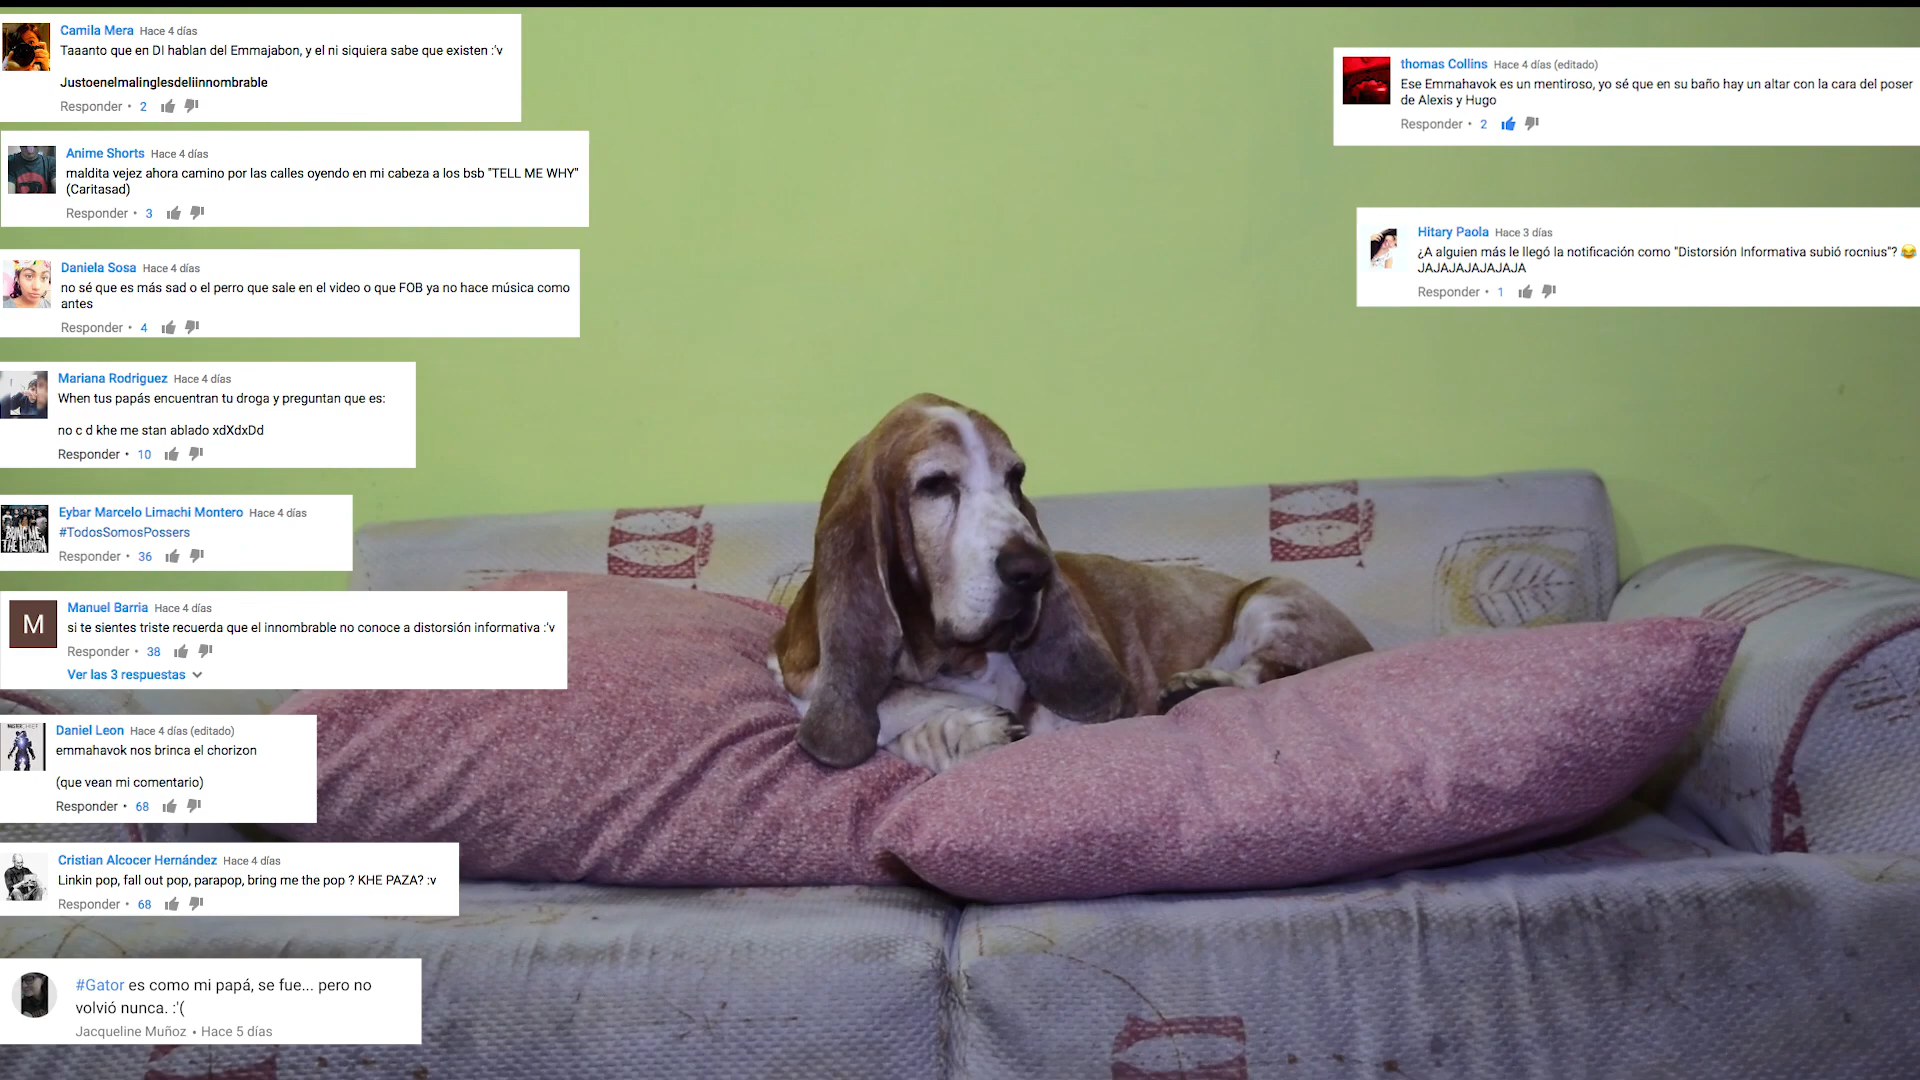 Camila Mera Hace 4 días
Taaanto que en DI hablan del Emmajabon, y el ni siquiera sabe que existen :'v
Justoenelmalinglesdeliinnombrable
Responder • 2
Anime Shorts Hace 4 días
maldita vejez ahora camino por las calles oyendo en mi cabeza a los bsb "TELL ME WHY"
(Caritasad)
Responder • 3
Daniela Sosa Hace 4 días
no sé que es más sad o el perro que sale en el video o que FOB ya no hace música como
antes
Responder • 4
Mariana Rodriguez Hace 4 días
When tus papás encuentran tu droga y preguntan que es:
no c d khe me stan ablado xdXdxDd
Responder • 10
BRING ME
THE HORIZON
Eybar Marcelo Limachi Montero Hace 4 días
#TodosSomosPossers
Responder • 36
M
Manuel Barria Hace 4 días
si te sientes triste recuerda que el innombrable no conoce a distorsión informativa :'v
Responder • 38
Ver las 3 respuestas
Daniel Leon Hace 4 días (editado)
emmahavok nos brinca el chorizon
(que vean mi comentario)
Responder • 68
Cristian Alcocer Hernández Hace 4 días
Linkin pop, fall out pop, parapop, bring me the pop ? KHE PAZA? :v
Responder • 68
#Gator es como mi papá, se fue... pero no
volvió nunca. :'(
Jacqueline Muñoz • Hace 5 días
thomas Collins Hace 4 días (editado)
Ese Emmahavok es un mentiroso, yo sé que en su baño hay un altar con la cara del poser
de Alexis y Hugo
Responder • 2
Hitary Paola Hace 3 días
¿A alguien más le llegó la notificación como "Distorsión Informativa subió rocnius"? 😂
JAJAJAJAJAJAJA
Responder • 1